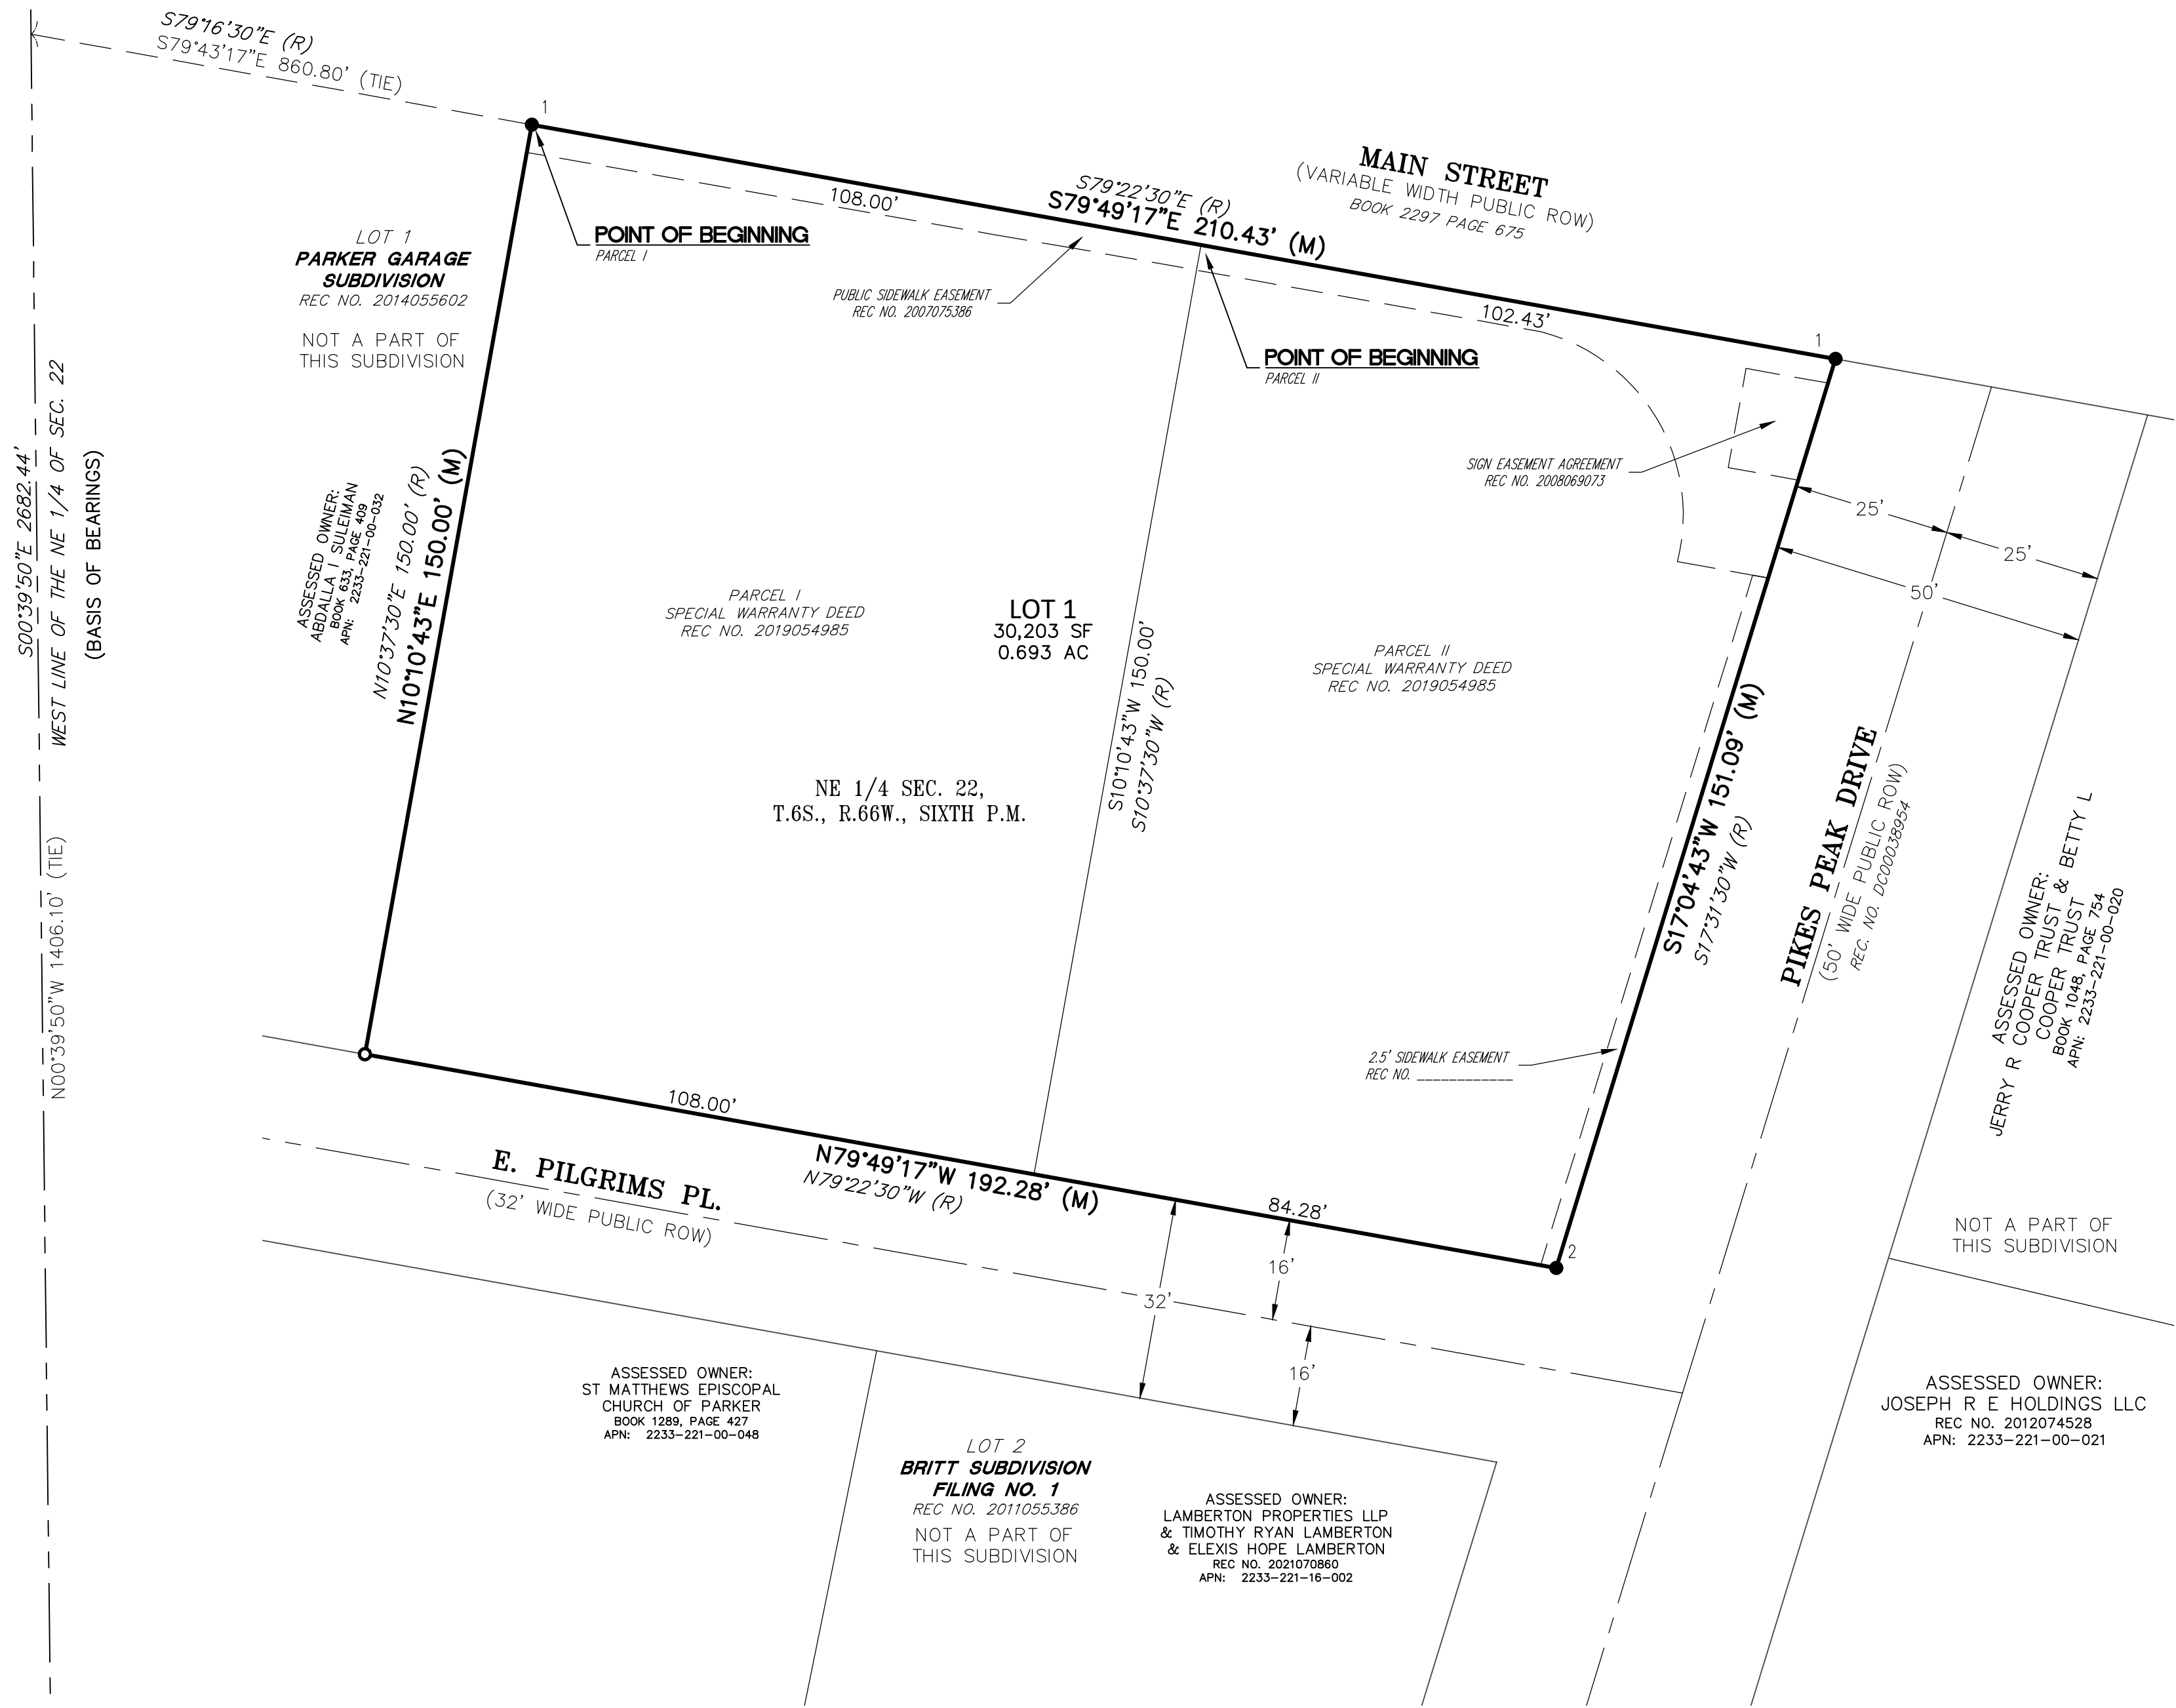 S79°16'30"E (R)
S79°43'17"E 860.80' (TIE)
1
MAIN STREET
(VARIABLE WIDTH PUBLIC ROW)
BOOK 2297 PAGE 675
S79°22'30"E (R)
S79°49'17"E 210.43' (M)
108.00'
102.43'
1
POINT OF BEGINNING
PARCEL I
LOT 1
PARKER GARAGE
SUBDIVISION
REC NO. 2014055602
NOT A PART OF
THIS SUBDIVISION
PUBLIC SIDEWALK EASEMENT
REC NO. 2007075386
POINT OF BEGINNING
PARCEL II
SIGN EASEMENT AGREEMENT
REC NO. 2008069073
25'
25'
50'
S00°39'50"E 2682.44'
WEST LINE OF THE NE 1/4 OF SEC. 22
(BASIS OF BEARINGS)
N00°39'50"W 1406.10' (TIE)
ASSESSED OWNER:
ABDALLA I SULEIMAN
BOOK 633, PAGE 409
APN: 2233-221-00-032
N10°37'30"E 150.00' (R)
N10°10'43"E 150.00' (M)
PARCEL I
SPECIAL WARRANTY DEED
REC NO. 2019054985
LOT 1
30,203 SF
0.693 AC
S10°10'43"W 150.00'
S10°37'30"W (R)
PARCEL II
SPECIAL WARRANTY DEED
REC NO. 2019054985
NE 1/4 SEC. 22,
T.6S., R.66W., SIXTH P.M.
S17°04'43"W 151.09' (M)
S17°31'30"W (R)
PIKES PEAK DRIVE
(50' WIDE PUBLIC ROW)
REC. NO. DC00038954
ASSESSED OWNER:
JERRY R COOPER TRUST & BETTY L
COOPER TRUST
BOOK 1048, PAGE 754
APN: 2233-221-00-020
2.5' SIDEWALK EASEMENT
REC NO. ____________
108.00'
N79°49'17"W 192.28' (M)
N79°22'30"W (R)
84.28'
2
E. PILGRIMS PL.
(32' WIDE PUBLIC ROW)
16'
32'
16'
NOT A PART OF
THIS SUBDIVISION
ASSESSED OWNER:
ST MATTHEWS EPISCOPAL
CHURCH OF PARKER
BOOK 1289, PAGE 427
APN: 2233-221-00-048
LOT 2
BRITT SUBDIVISION
FILING NO. 1
REC NO. 2011055386
NOT A PART OF
THIS SUBDIVISION
ASSESSED OWNER:
LAMBERTON PROPERTIES LLP
& TIMOTHY RYAN LAMBERTON
& ELEXIS HOPE LAMBERTON
REC NO. 2021070860
APN: 2233-221-16-002
ASSESSED OWNER:
JOSEPH R E HOLDINGS LLC
REC NO. 2012074528
APN: 2233-221-00-021